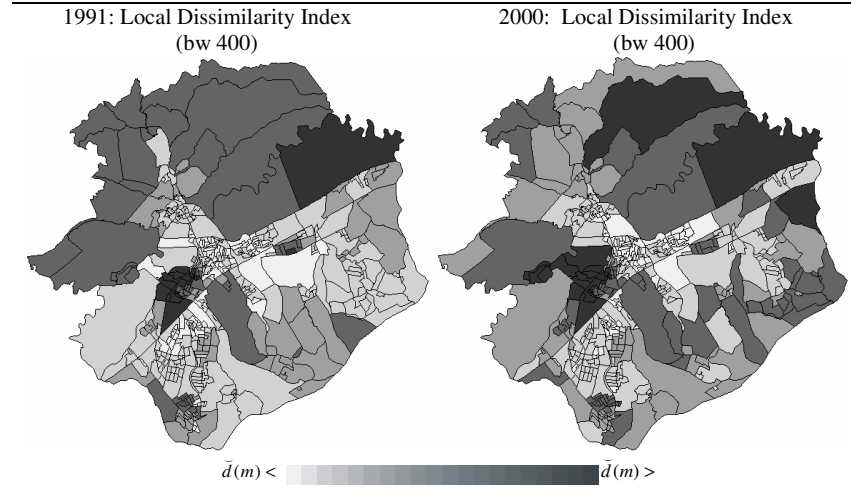 1991: Local Dissimilarity Index
(bw 400)
2000: Local Dissimilarity Index
(bw 400)
d̆(m) <
d̆(m) >